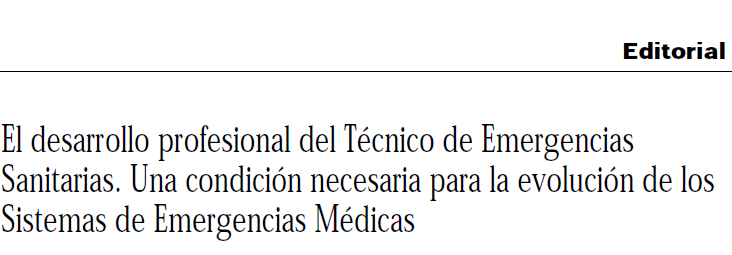 Editorial
El desarrollo profesional del Técnico de Emergencias
Sanitarias. Una condición necesaria para la evolución de los
Sistemas de Emergencias Médicas